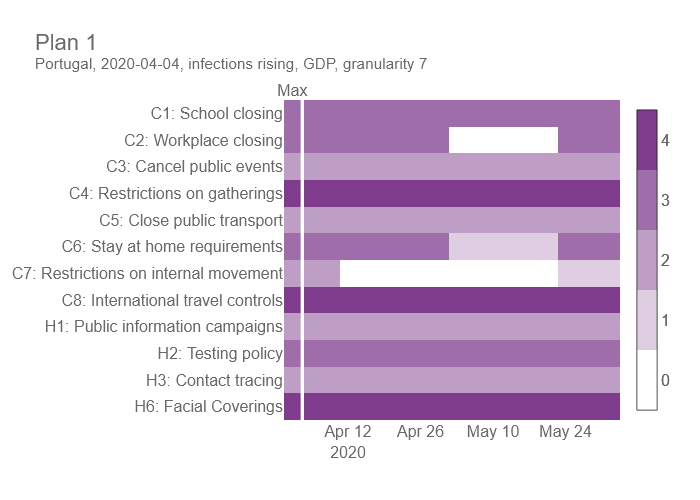 Plan 1
Portugal, 2020-04-04, infections rising, GDP, granularity 7
Max
C1: School closing
C2: Workplace closing
C3: Cancel public events
C4: Restrictions on gatherings
C5: Close public transport
C6: Stay at home requirements
C7: Restrictions on internal movement
C8: International travel controls
H1: Public information campaigns
H2: Testing policy
H3: Contact tracing
H6: Facial Coverings
Apr 12 Apr 26 May 10 May 24
2020
4
3
2
1
0